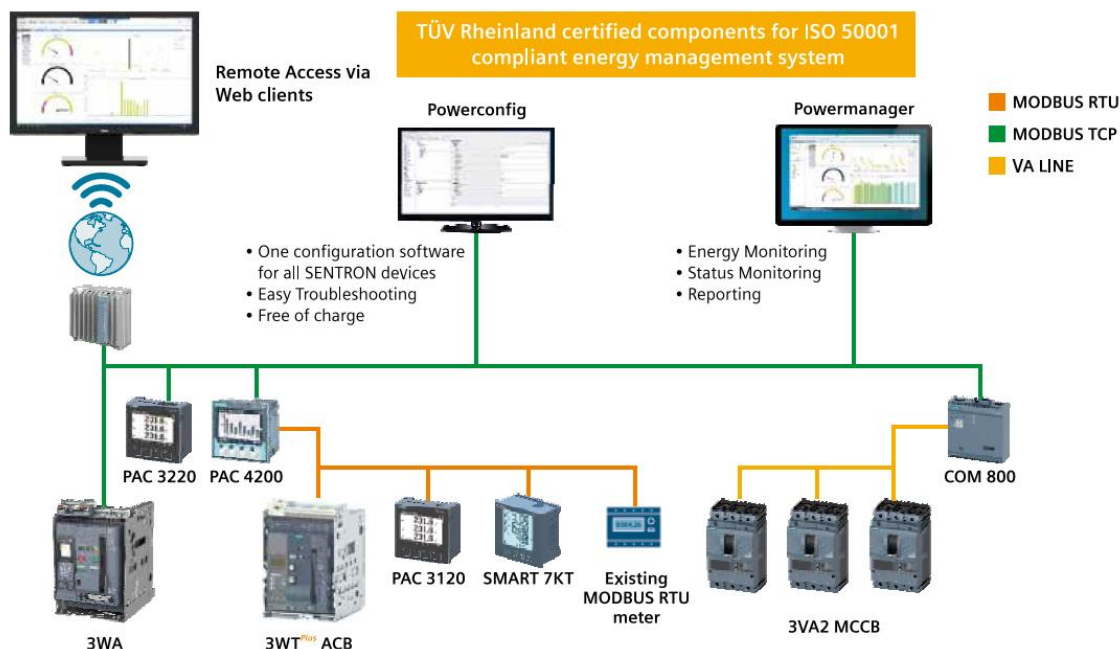 TÜV Rheinland certified components for ISO 50001
compliant energy management system
Remote Access via
Web clients
Powerconfig
Powermanager
MODBUS RTU
MODBUS TCP
VA LINE
• One configuration software
for all SENTRON devices
• Easy Troubleshooting
• Free of charge
• Energy Monitoring
• Status Monitoring
• Reporting
PAC 3220
PAC 4200
COM 800
PAC 3120
SMART 7KT
Existing
MODBUS RTU
meter
3VA2 MCCB
3WA
3WTPlus ACB